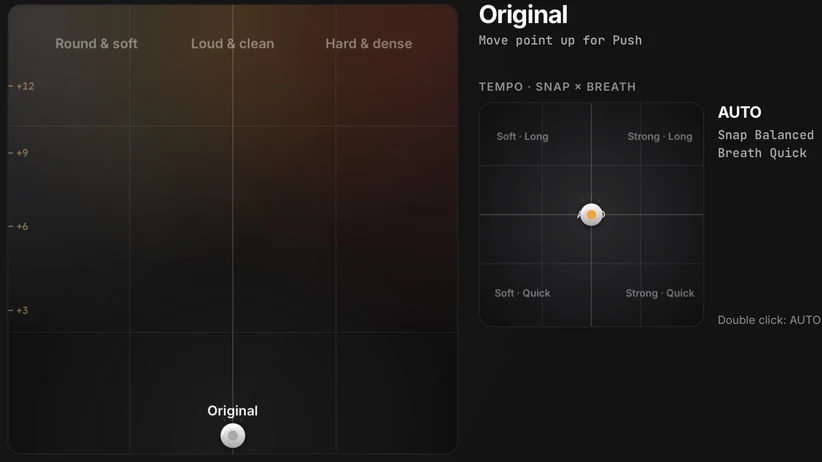 Round & soft
Loud & clean
Hard & dense
+12
+9
+6
+3
Original
Original
Move point up for Push
TEMPO · SNAP × BREATH
Soft · Long
Strong · Long
Soft · Quick
Strong · Quick
AUTO
Snap Balanced
Breath Quick
Double click: AUTO